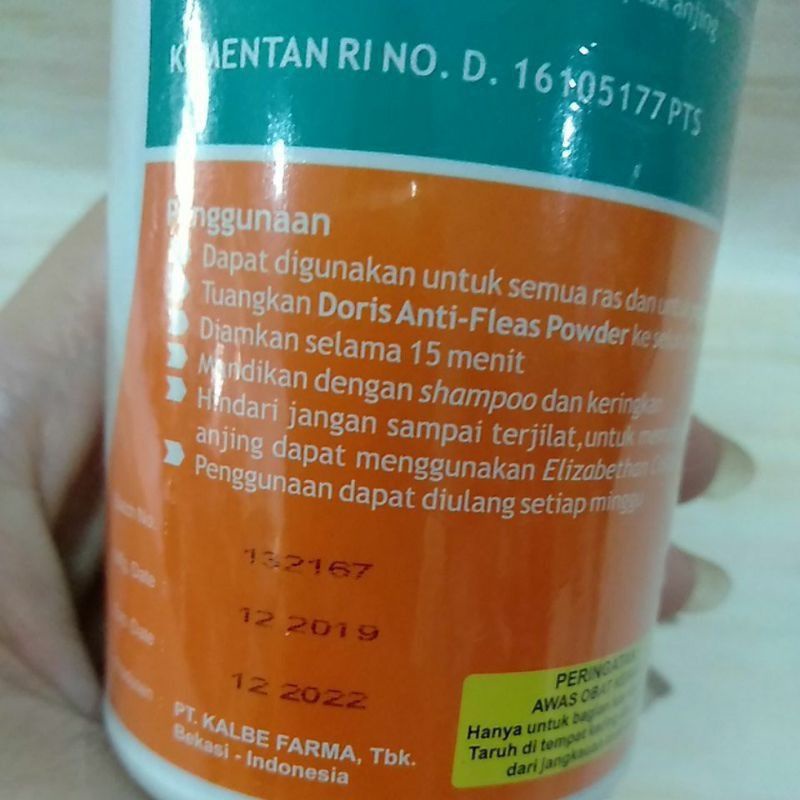 anjing
KEMENTAN RI NO. D. 16105177 PTS
Penggunaan
Dapat digunakan untuk semua ras dan
Tuangkan Doris Anti-Fleas Powder ke
Diamkan selama 15 menit
Mandikan dengan shampoo dan keringkan
Hindari jangan sampai terjilat, untuk
anjing dapat menggunakan Elizabethan
Penggunaan dapat diulang setiap minggu
132167
Date
12 2019
Date
12 2022
PT. KALBE FARMA, Tbk.
Bekasi - Indonesia
PERINGATAN
AWAS OBAT
Hanya untuk bagian
Taruh di tempat
dari jangkauan